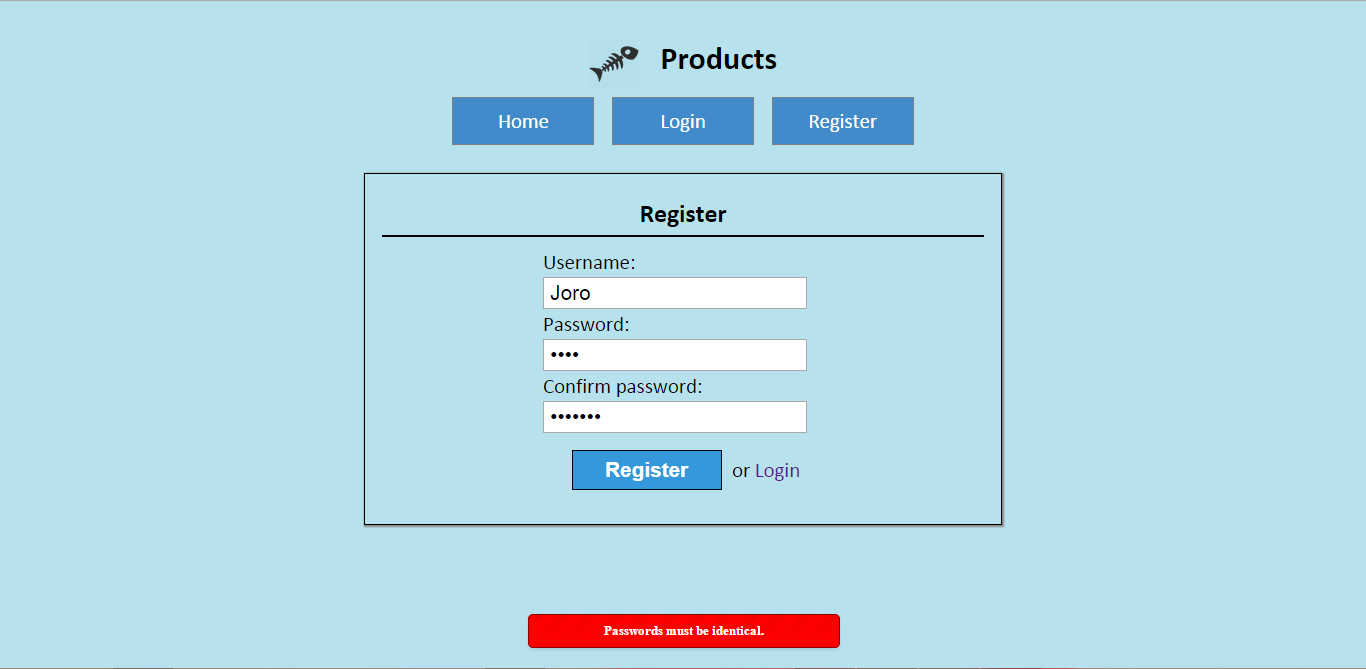 Products
Home Login Register
Register
Username:
Joro
Password:
••••
Confirm password:
•••••••
Register or Login
Passwords must be identical.